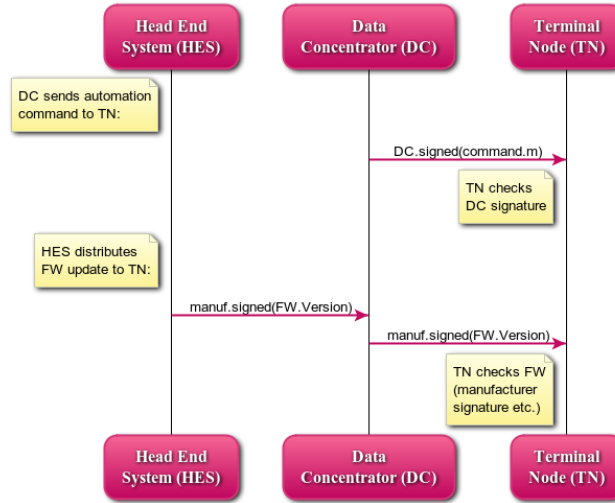 Head End
System (HES)
Data
Concentrator (DC)
Terminal
Node (TN)
DC sends automation
command to TN:
DC.signed(command.m)
TN checks
DC signature
HES distributes
FW update to TN:
manuf.signed(FW.Version)
manuf.signed(FW.Version)
TN checks FW
(manufacturer
signature etc.)
Head End
System (HES)
Data
Concentrator (DC)
Terminal
Node (TN)